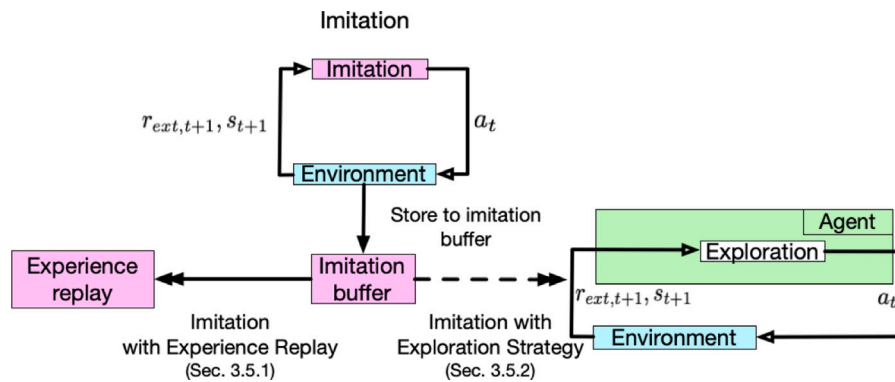 Imitation
Imitation
r_{ext,t+1}, s_{t+1}
a_t
Environment
Store to imitation
buffer
Agent
Exploration
Experience
replay
Imitation
buffer
r_{ext,t+1}, s_{t+1}
a_t
Imitation
with Experience Replay
(Sec. 3.5.1)
Imitation with
Exploration Strategy
(Sec. 3.5.2)
Environment